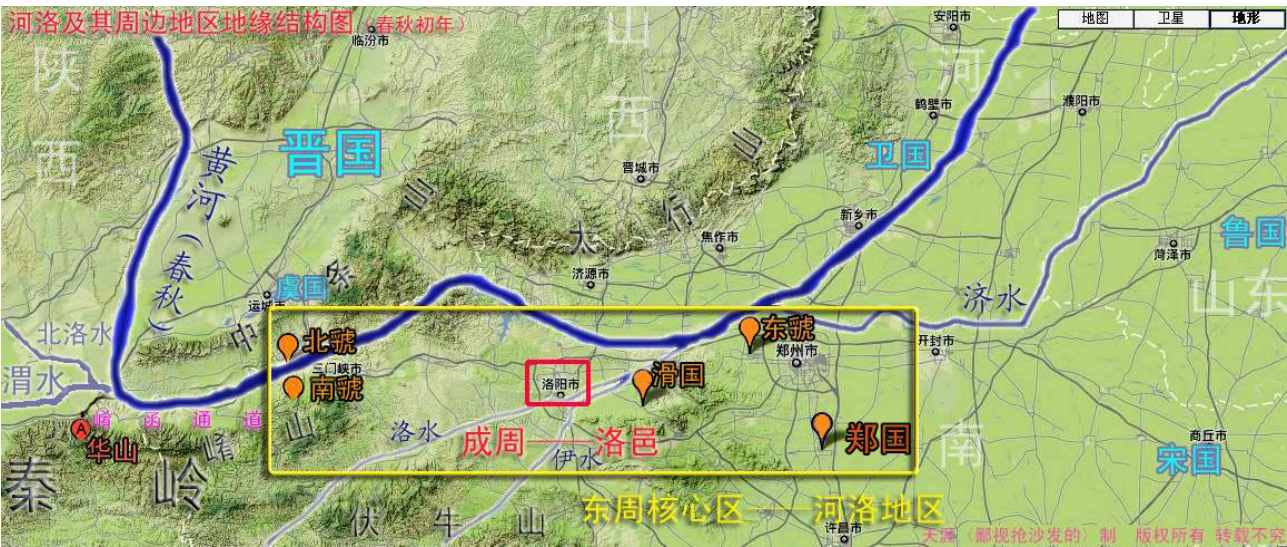 河洛及其周边地区地缘结构图（春秋初年）
地图 卫星 地形
安阳市
临汾市
陕西
山西
河南
山东
鹤壁市
濮阳市
晋国
卫国
黄河（春秋）
晋城市
太行山
新乡市
焦作市
菏泽市
鲁国
济源市
虞国
运城市
中条山
济水
北洛水
渭水
北虢
三门峡市
南虢
东虢
郑州市
开封市
洛阳市
滑国
崤函通道
A
华山
崤山
洛水
成周——洛邑
伊水
郑国
商丘市
宋国
秦岭
伏牛山
东周核心区——河洛地区
许昌市
天涯（鄙视抢沙发的）制 版权所有 转载不究